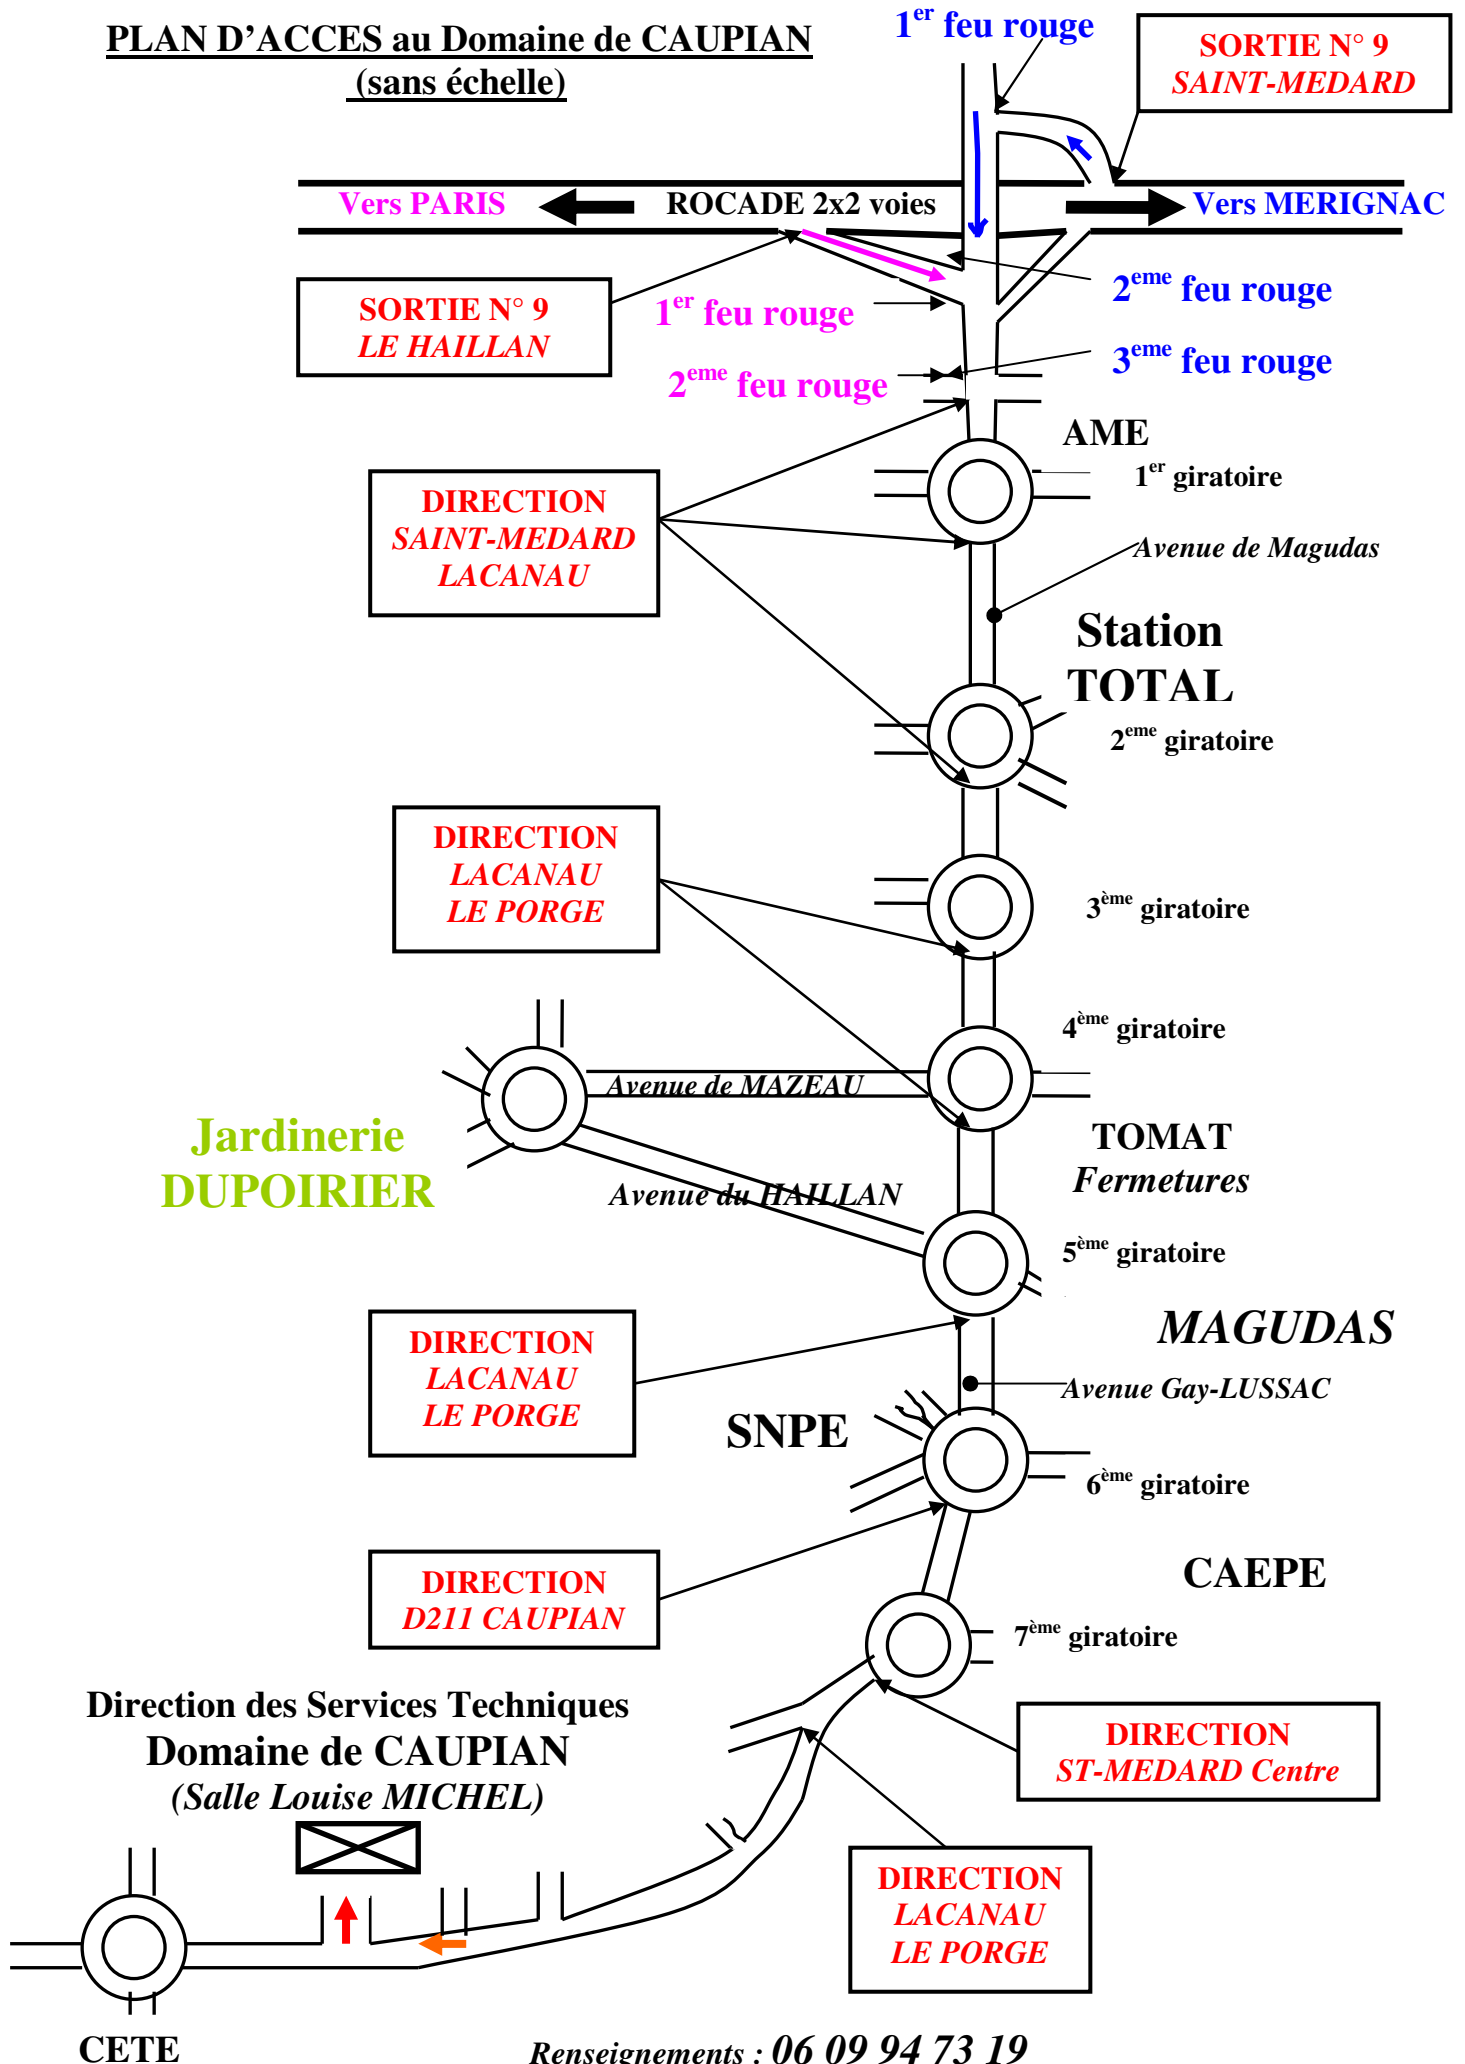 PLAN D'ACCES au Domaine de CAUPIAN
(sans échelle)
1er feu rouge
SORTIE N° 9
SAINT-MEDARD
Vers PARIS
ROCADE 2x2 voies
Vers MERIGNAC
SORTIE N° 9
LE HAILLAN
1er feu rouge
2eme feu rouge
2eme feu rouge
3eme feu rouge
AME
1er giratoire
DIRECTION
SAINT-MEDARD
LACANAU
Avenue de Magudas
Station
TOTAL
2eme giratoire
DIRECTION
LACANAU
LE PORGE
3ème giratoire
4ème giratoire
Avenue de MAZEAU
Jardinerie
DUPOIRIER
TOMAT
Fermetures
Avenue du HAILLAN
5ème giratoire
MAGUDAS
DIRECTION
LACANAU
LE PORGE
Avenue Gay-LUSSAC
SNPE
6ème giratoire
DIRECTION
D211 CAUPIAN
CAEPE
7ème giratoire
Direction des Services Techniques
Domaine de CAUPIAN
(Salle Louise MICHEL)
DIRECTION
ST-MEDARD Centre
DIRECTION
LACANAU
LE PORGE
CETE
Renseignements : 06 09 94 73 19